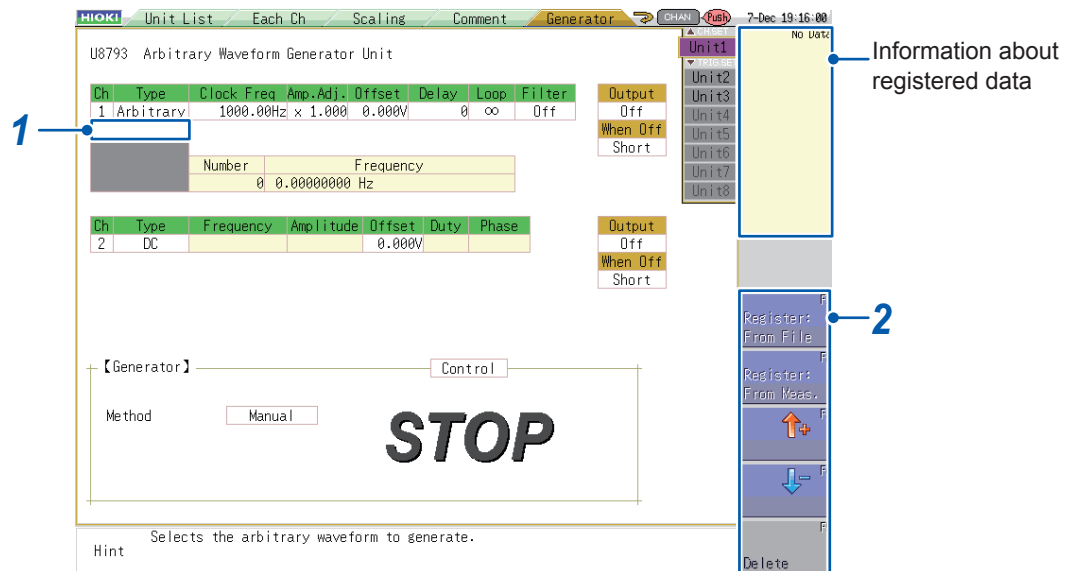 HIOKI Unit List Each Ch Scaling Comment Generator CHAN Push 7-Dec 19:16:00
CH.SET
Unit1
TRIG.SET
Unit2
Unit3
Unit4
Unit5
Unit6
Unit7
Unit8
No Data
Information about
registered data
U8793 Arbitrary Waveform Generator Unit
Ch Type Clock Freq Amp.Adj. Offset Delay Loop Filter Output
1 Arbitrary 1000.00Hz x 1.000 0.000V 0 ∞ Off Off
1
When Off
Short
Number Frequency
0 0.00000000 Hz
Ch Type Frequency Amplitude Offset Duty Phase Output
2 DC 0.000V Off
When Off
Short
F
Register:
From File
2
F
Register:
From Meas.
F
+
F
-
F
Delete
【Generator】 Control
Method Manual
STOP
Hint Selects the arbitrary waveform to generate.